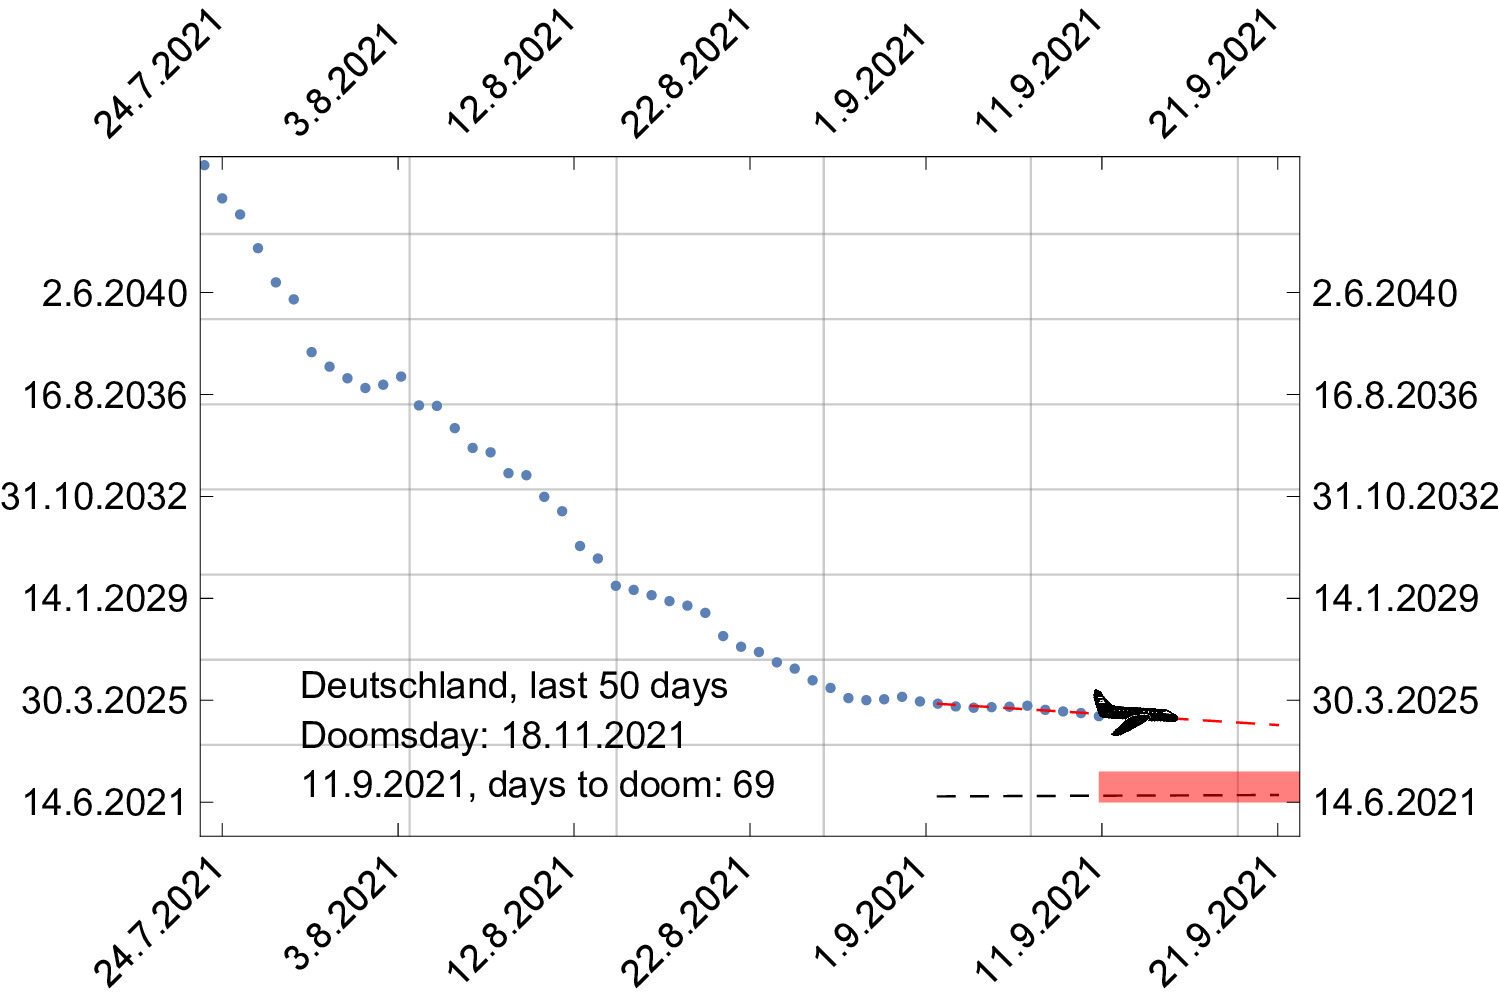 24.7.2021 3.8.2021 12.8.2021 22.8.2021 1.9.2021 11.9.2021 21.9.2021
2.6.2040 2.6.2040
16.8.2036 16.8.2036
31.10.2032 31.10.2032
14.1.2029 14.1.2029
30.3.2025 30.3.2025
14.6.2021 14.6.2021
Deutschland, last 50 days
Doomsday: 18.11.2021
11.9.2021, days to doom: 69
24.7.2021 3.8.2021 12.8.2021 22.8.2021 1.9.2021 11.9.2021 21.9.2021